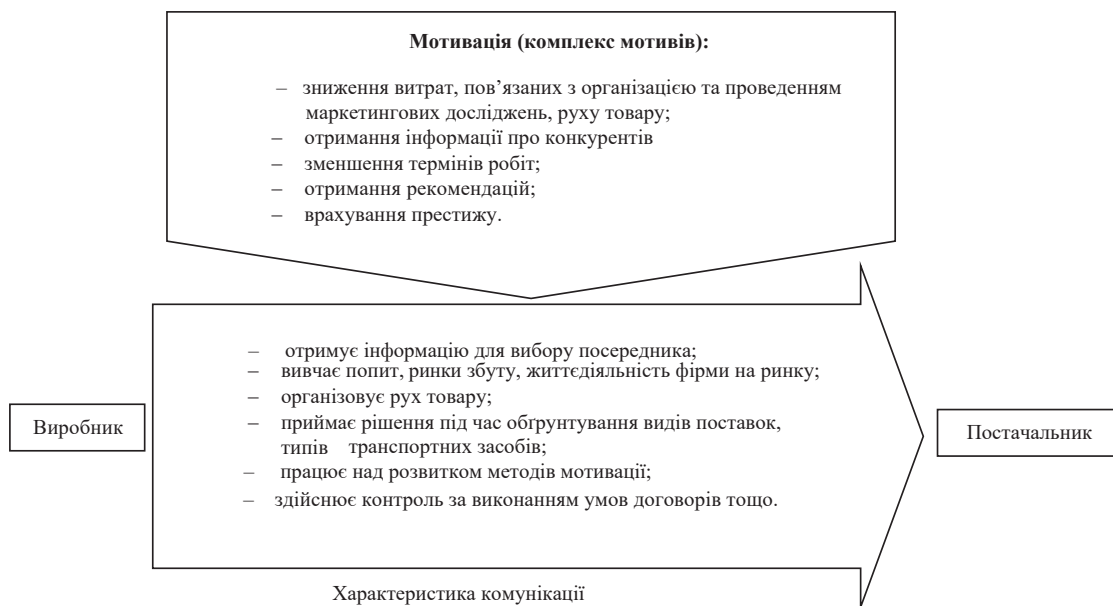 Мотивація (комплекс мотивів):
– зниження витрат, пов’язаних з організацією та проведенням
маркетингових досліджень, руху товару;
– отримання інформації про конкурентів
– зменшення термінів робіт;
– отримання рекомендацій;
– врахування престижу.
– отримує інформацію для вибору посередника;
– вивчає попит, ринки збуту, життєдіяльність фірми на ринку;
– організовує рух товару;
– приймає рішення під час обґрунтування видів поставок,
типів транспортних засобів;
– працює над розвитком методів мотивації;
– здійснює контроль за виконанням умов договорів тощо.
Виробник
Постачальник
Характеристика комунікації